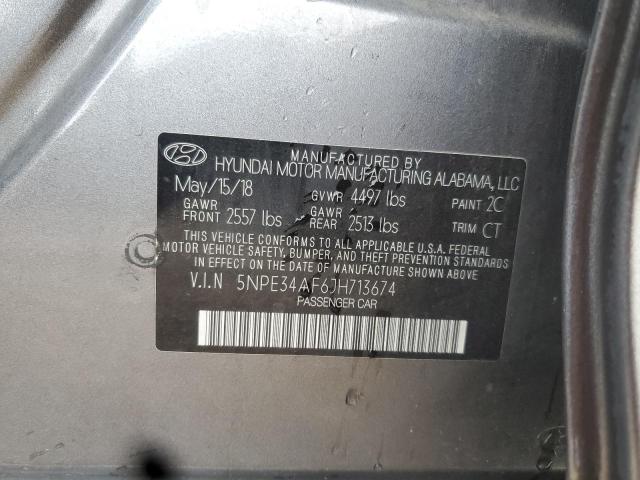 MANUFACTURED BY
HYUNDAI MOTOR MANUFACTURING ALABAMA, LLC
May/15/18 GVWR 4497 lbs PAINT 2C
GAWR FRONT 2557 lbs ~ GAWR REAR 2513 lbs TRIM CT
THIS VEHICLE CONFORMS TO ALL APPLICABLE U.S.A. FEDERAL
MOTOR VEHICLE SAFETY, BUMPER, AND THEFT PREVENTION STANDARDS
IN EFFECT ON THE DATE OF MANUFACTURE SHOWN ABOVE.
V.I.N 5NPE34AF6JH713674
PASSENGER CAR